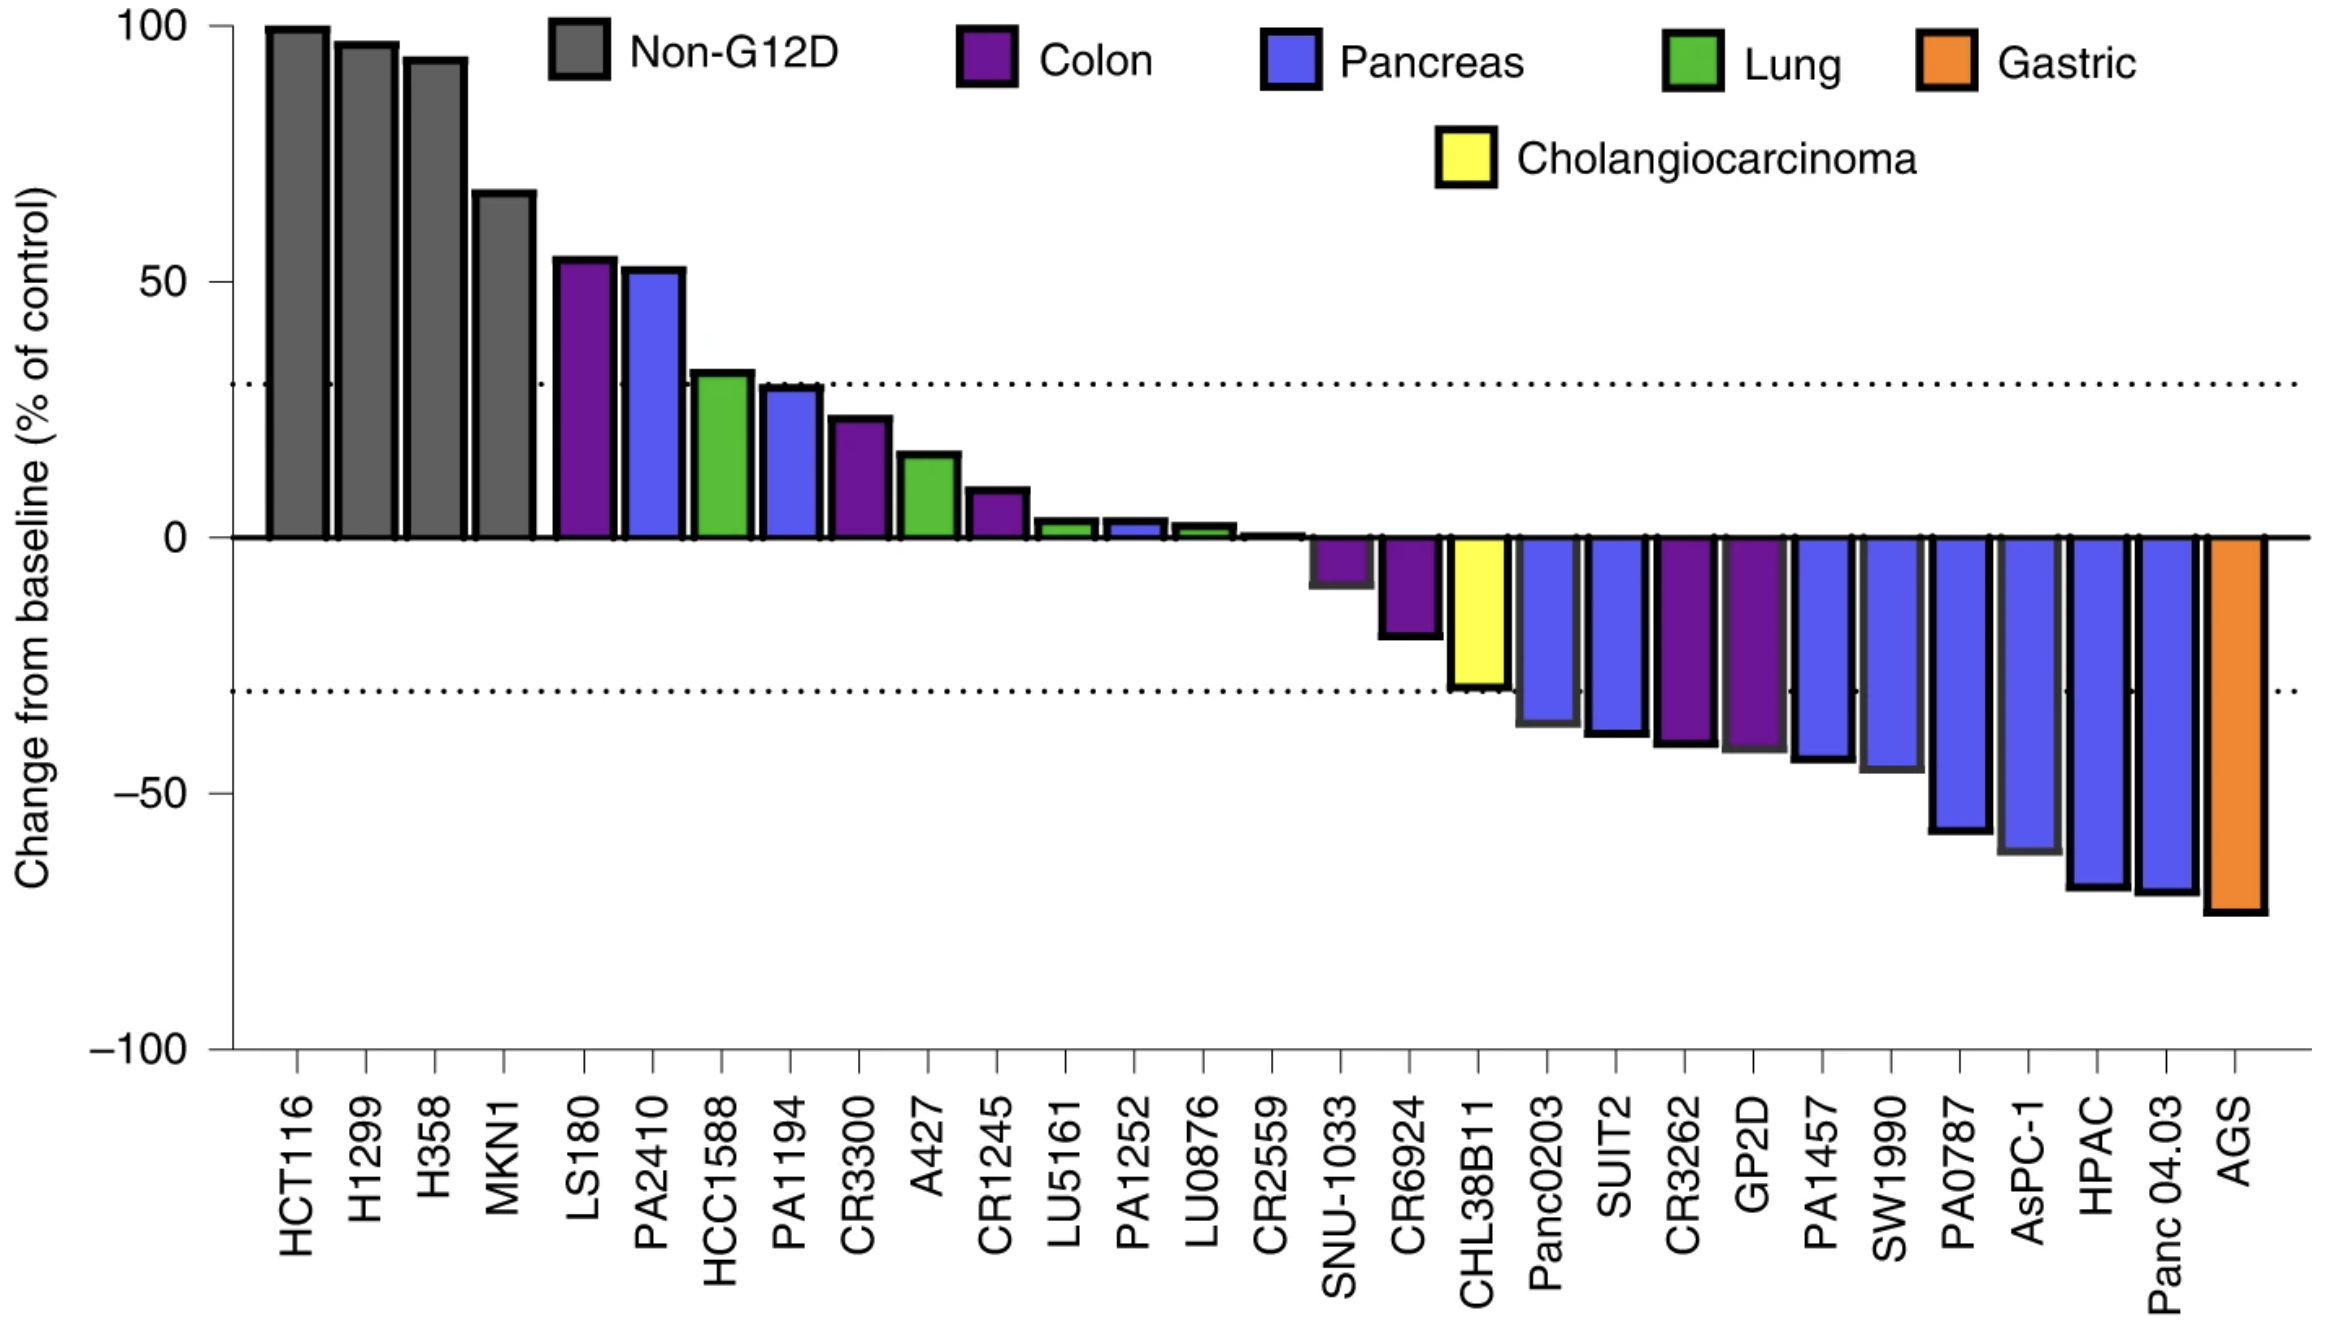 Change from baseline (% of control)
100
50
0
–50
–100
Non-G12D
Colon
Pancreas
Lung
Gastric
Cholangiocarcinoma
HCT116
H1299
H358
MKN1
LS180
PA2410
HCC1588
PA1194
CR3300
A427
CR1245
LU5161
PA1252
LU0876
CR2559
SNU-1033
CR6924
CHL38B11
Panc0203
SUIT2
CR3262
GP2D
PA1457
SW1990
PA0787
AsPC-1
HPAC
Panc 04.03
AGS